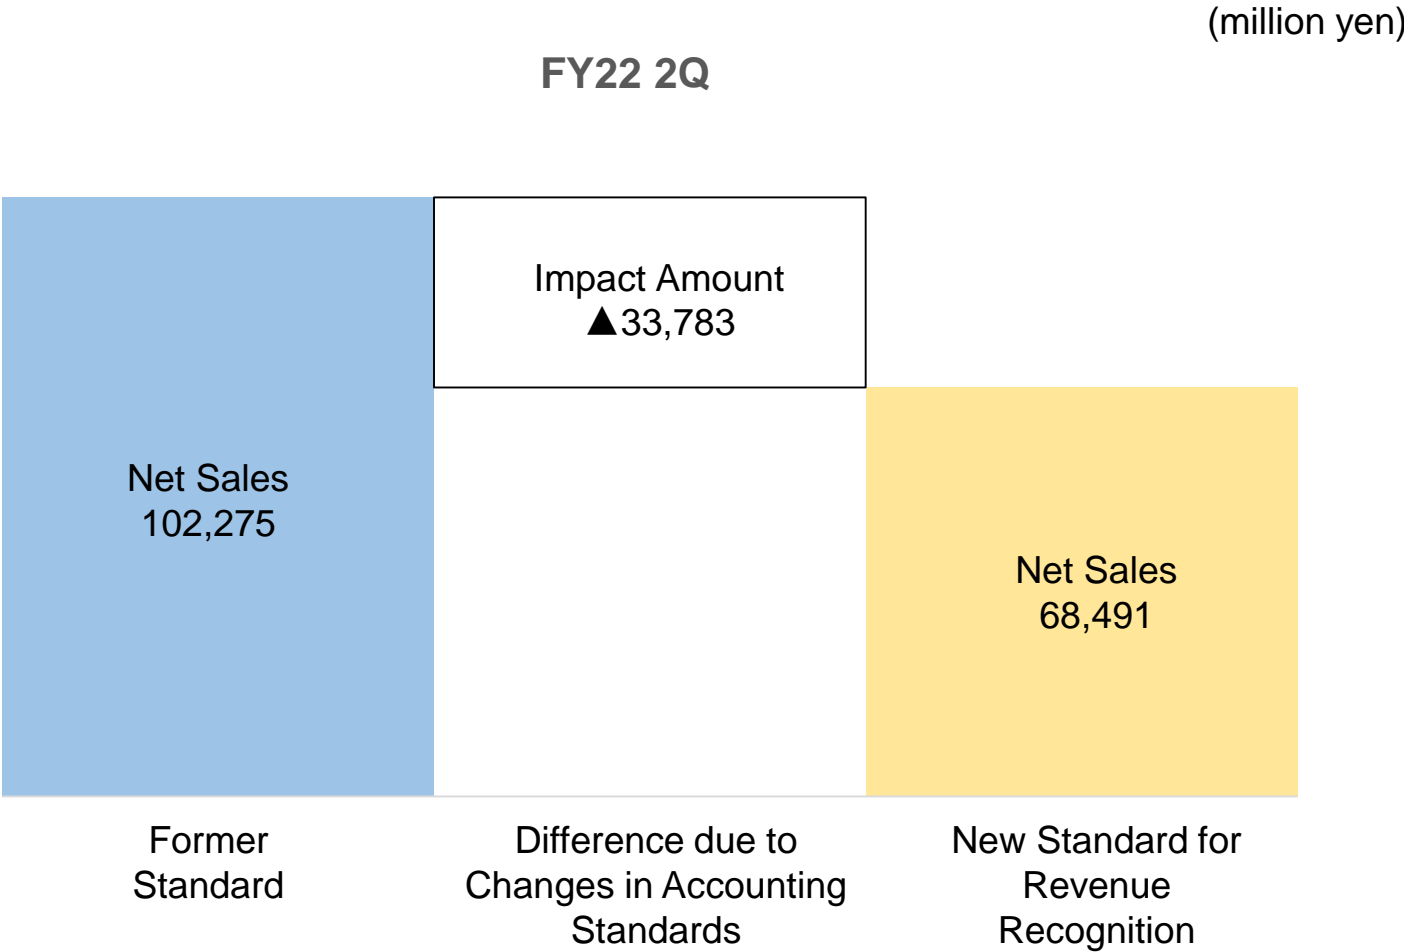 (million yen)
FY22 2Q
Impact Amount
▲33,783
Net Sales
102,275
Net Sales
68,491
Former
Standard
Difference due to
Changes in Accounting
Standards
New Standard for
Revenue
Recognition